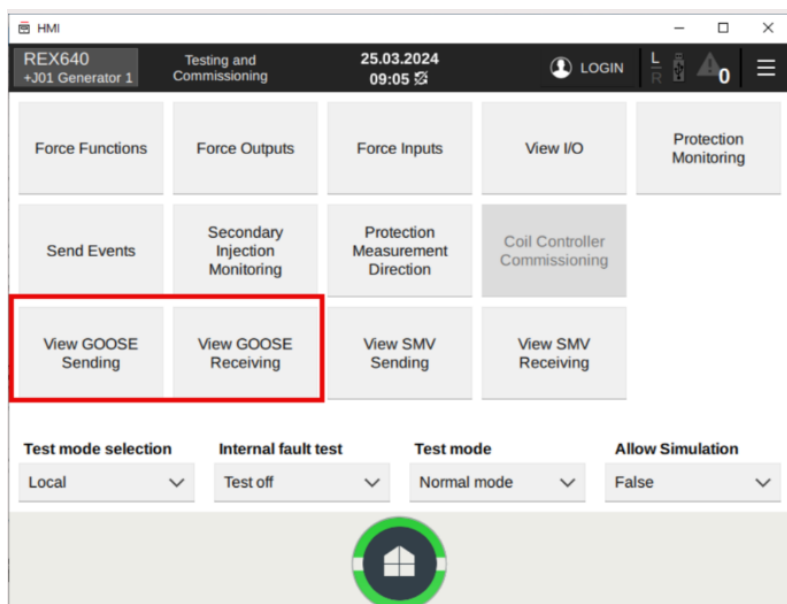 HMI
REX640
+J01 Generator 1
Testing and
Commissioning
25.03.2024
09:05
LOGIN
L
R
0
Force Functions
Force Outputs
Force Inputs
View I/O
Protection
Monitoring
Send Events
Secondary
Injection
Monitoring
Protection
Measurement
Direction
Coil Controller
Commissioning
View GOOSE
Sending
View GOOSE
Receiving
View SMV
Sending
View SMV
Receiving
Test mode selection
Internal fault test
Test mode
Allow Simulation
Local
Test off
Normal mode
False